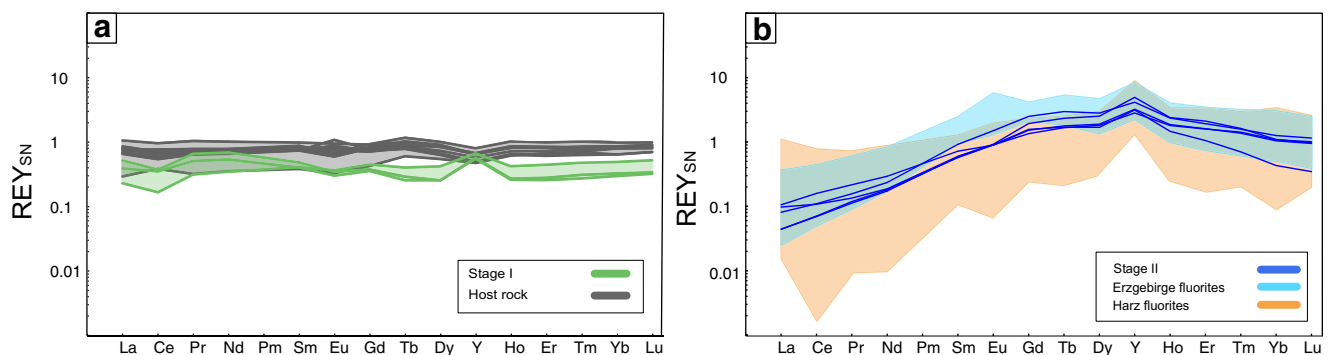 a
REYSN
10
1
0.1
0.01
Stage I
Host rock
La Ce Pr Nd Pm Sm Eu Gd Tb Dy Y Ho Er Tm Yb Lu
b
REYSN
10
1
0.1
0.01
Stage II
Erzgebirge fluorites
Harz fluorites
La Ce Pr Nd Pm Sm Eu Gd Tb Dy Y Ho Er Tm Yb Lu